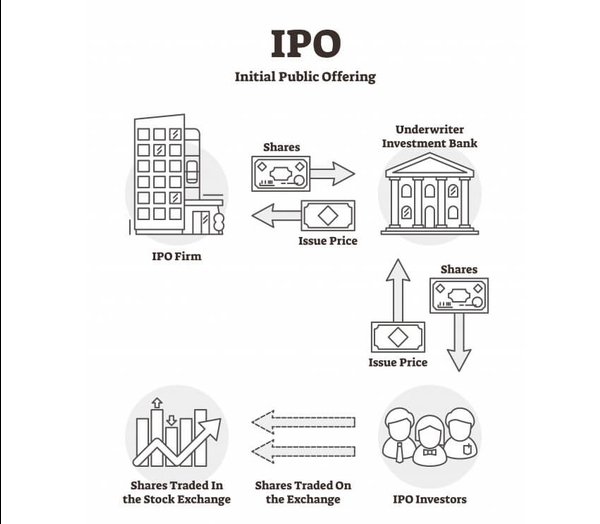 IPO
Initial Public Offering
Underwriter
Investment Bank
Shares
Issue Price
IPO Firm
Shares
Issue Price
Shares Traded In
the Stock Exchange
Shares Traded On
the Exchange
IPO Investors